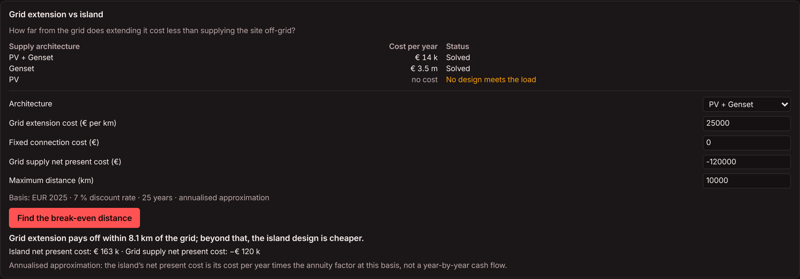 Grid extension vs island
How far from the grid does extending it cost less than supplying the site off-grid?
Supply architecture Cost per year Status
PV + Genset € 14 k Solved
Genset € 3.5 m Solved
PV no cost No design meets the load
Architecture PV + Genset
Grid extension cost (€ per km) 25000
Fixed connection cost (€) 0
Grid supply net present cost (€) -120000
Maximum distance (km) 10000
Basis: EUR 2025 · 7 % discount rate · 25 years · annualised approximation
Find the break-even distance
Grid extension pays off within 8.1 km of the grid; beyond that, the island design is cheaper.
Island net present cost: € 163 k · Grid supply net present cost: −€ 120 k
Annualised approximation: the island's net present cost is its cost per year times the annuity factor at this basis, not a year-by-year cash flow.